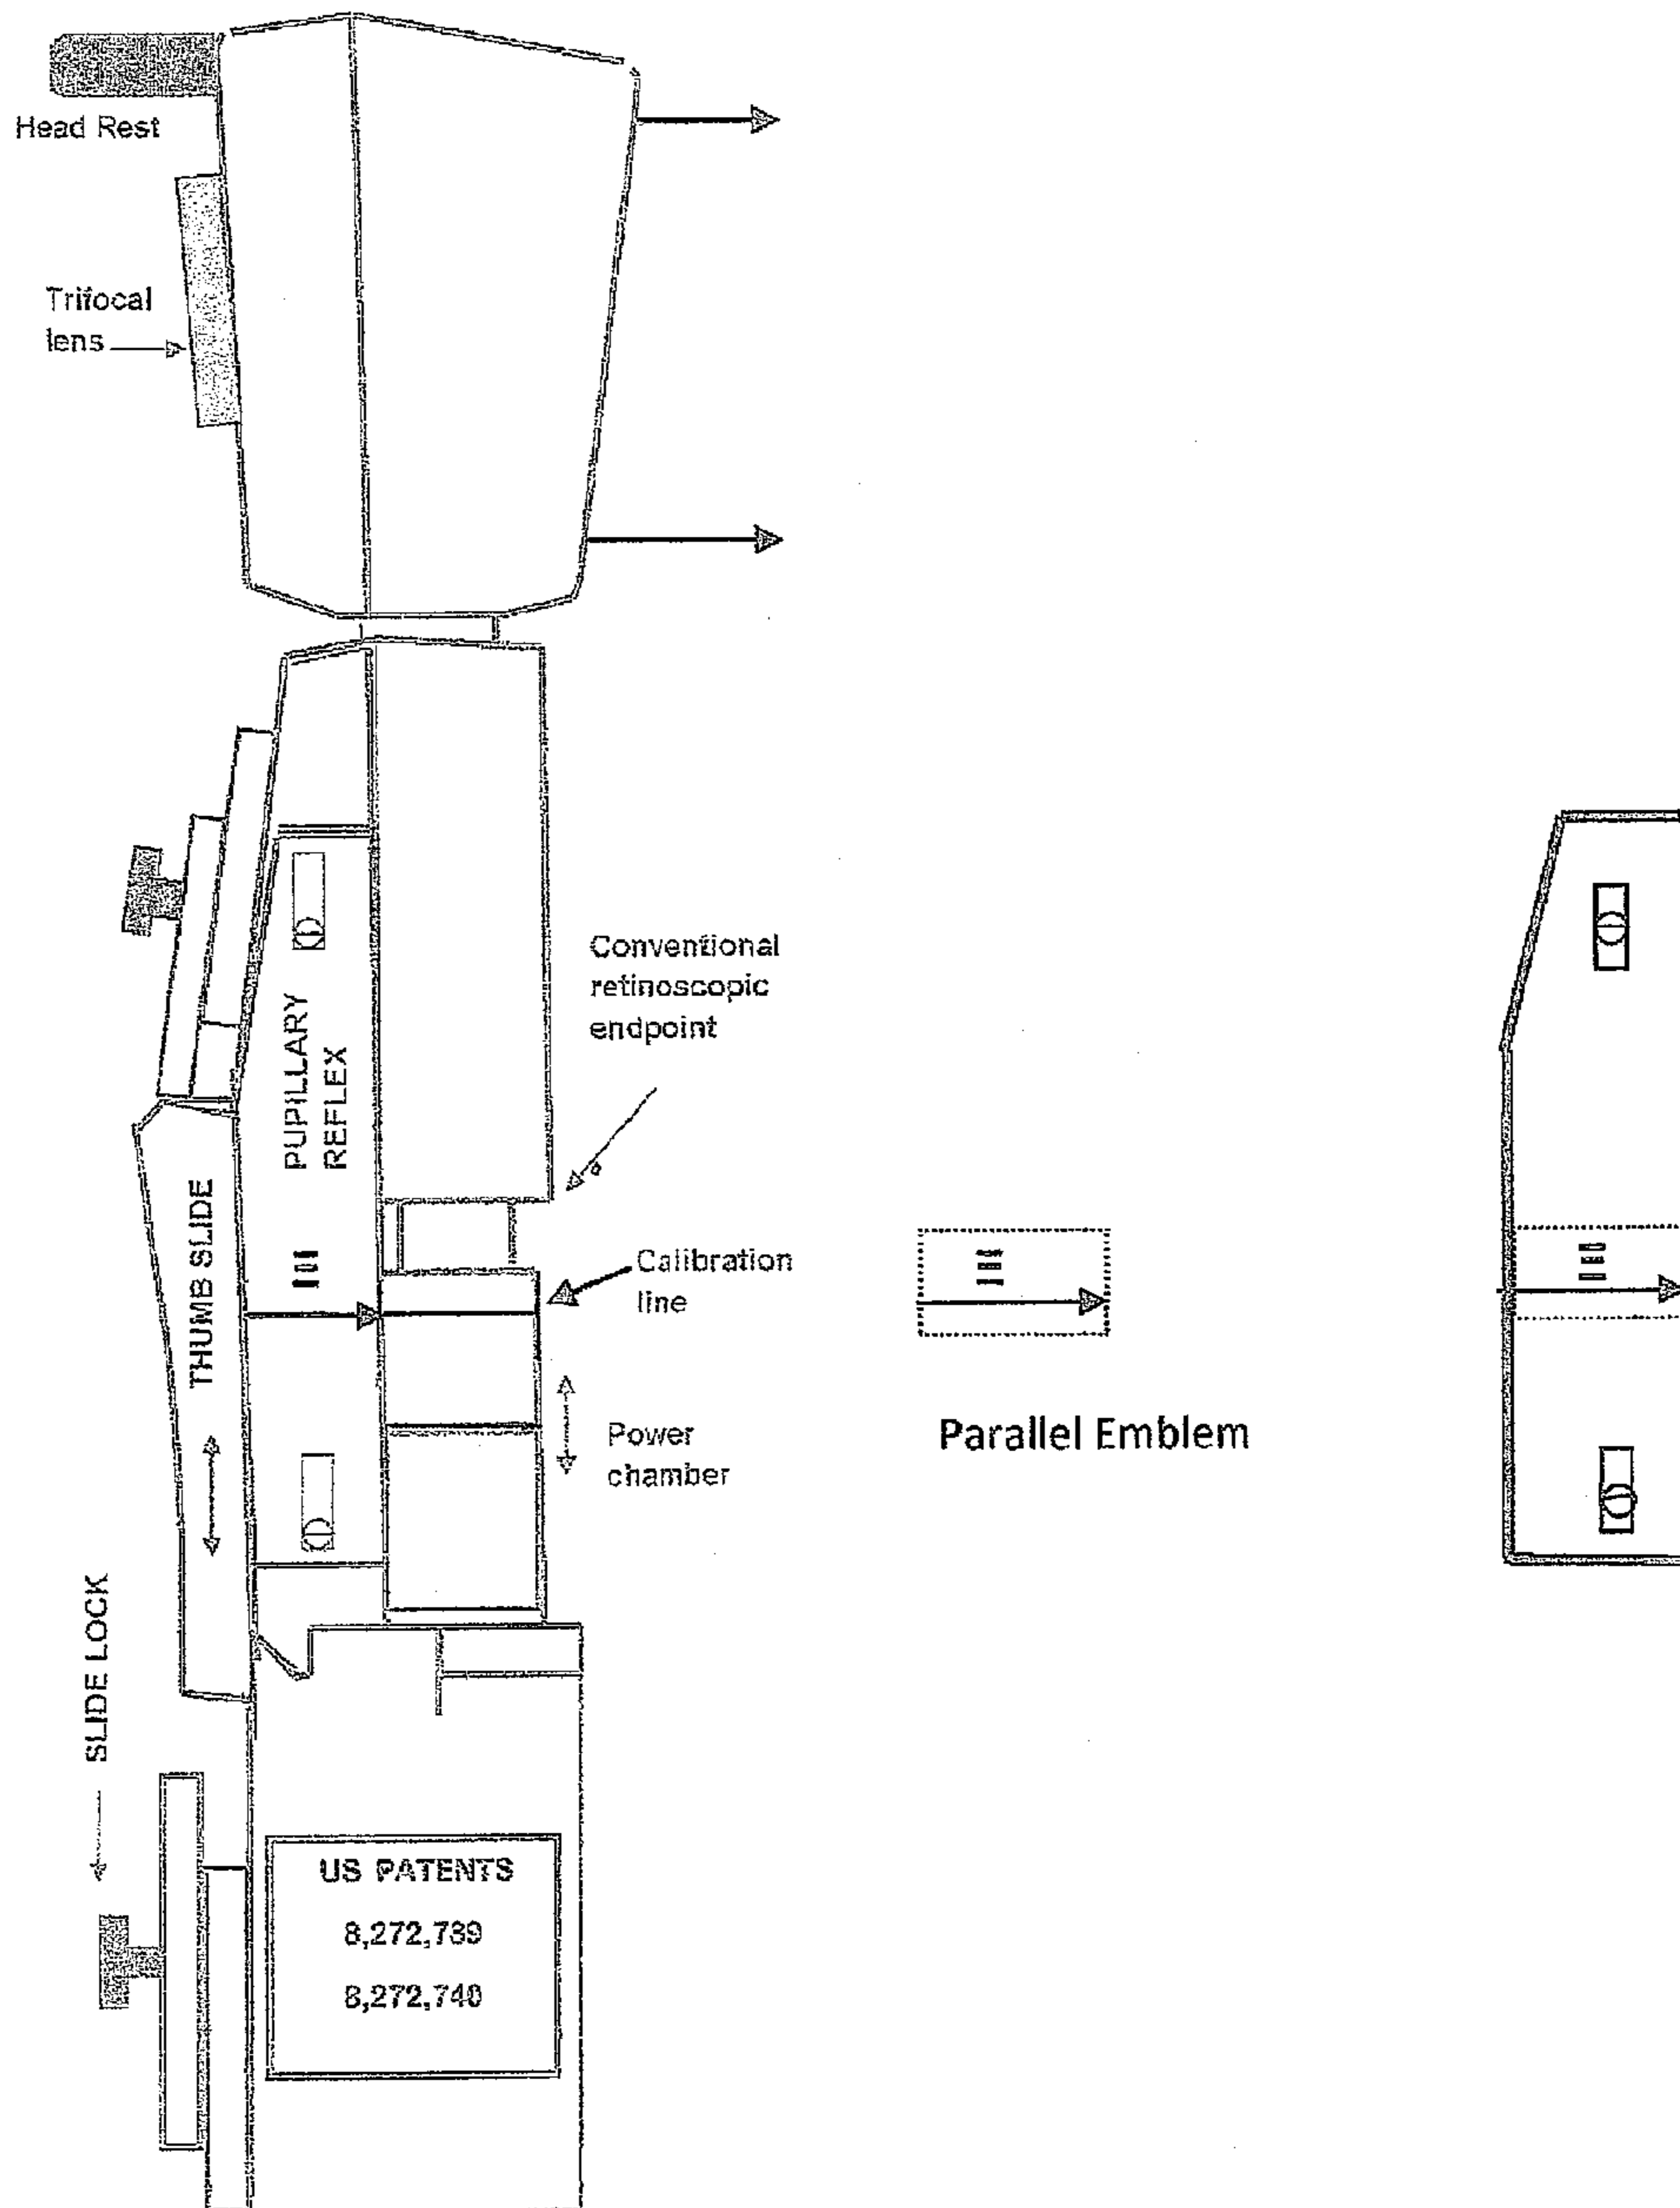 Head Rest
Trifocal
lens
Conventional
retinoscopic
endpoint
PUPILLARY
REFLEX
THUMB SLIDE
Calibration
line
Power
chamber
Parallel Emblem
SLIDE LOCK
US PATENTS
8,272,739
8,272,740